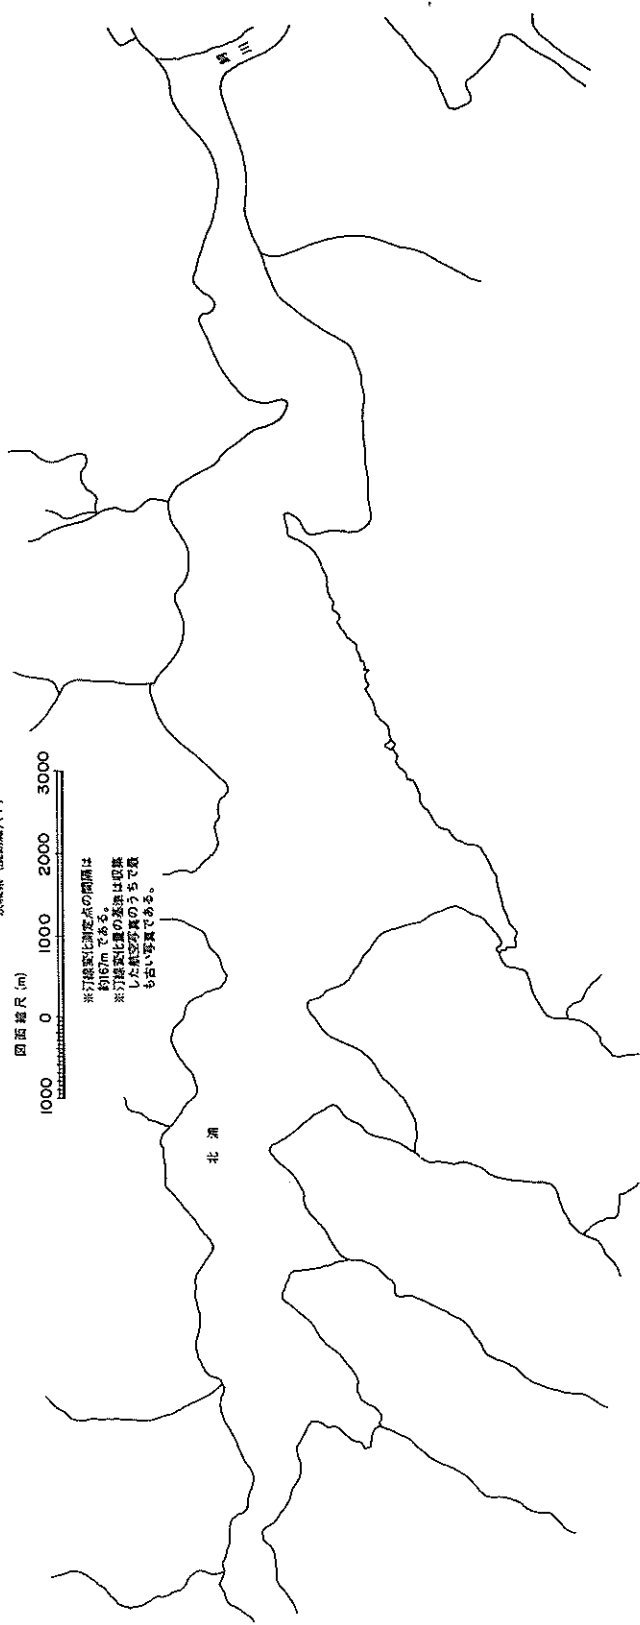 図面縮尺 (m)
1000 0 1000 2000 3000
※汀線変化測定点の間隔は
約167mである。
※汀線変化量の基準は収集
した航空写真のうちで最
も古い写真である。
北浦